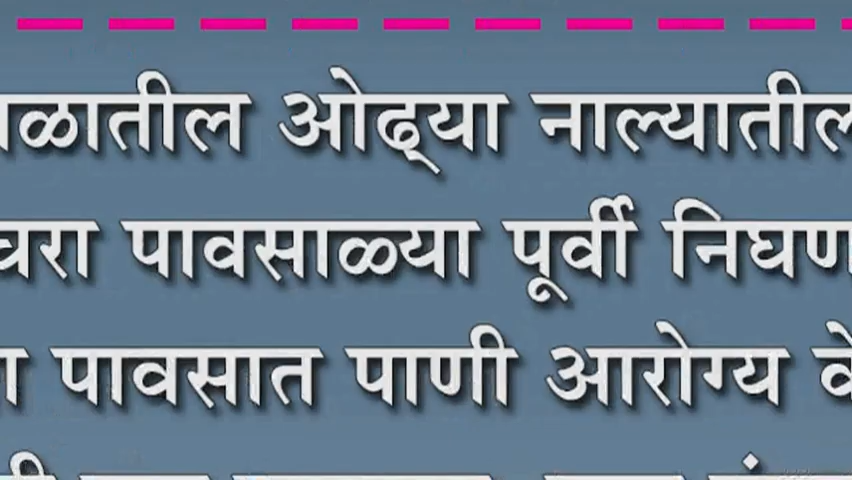 ळातील ओढ्या नाल्यातील
चरा पावसाळ्या पूर्वी निघण
पावसात पाणी आरोग्य वे